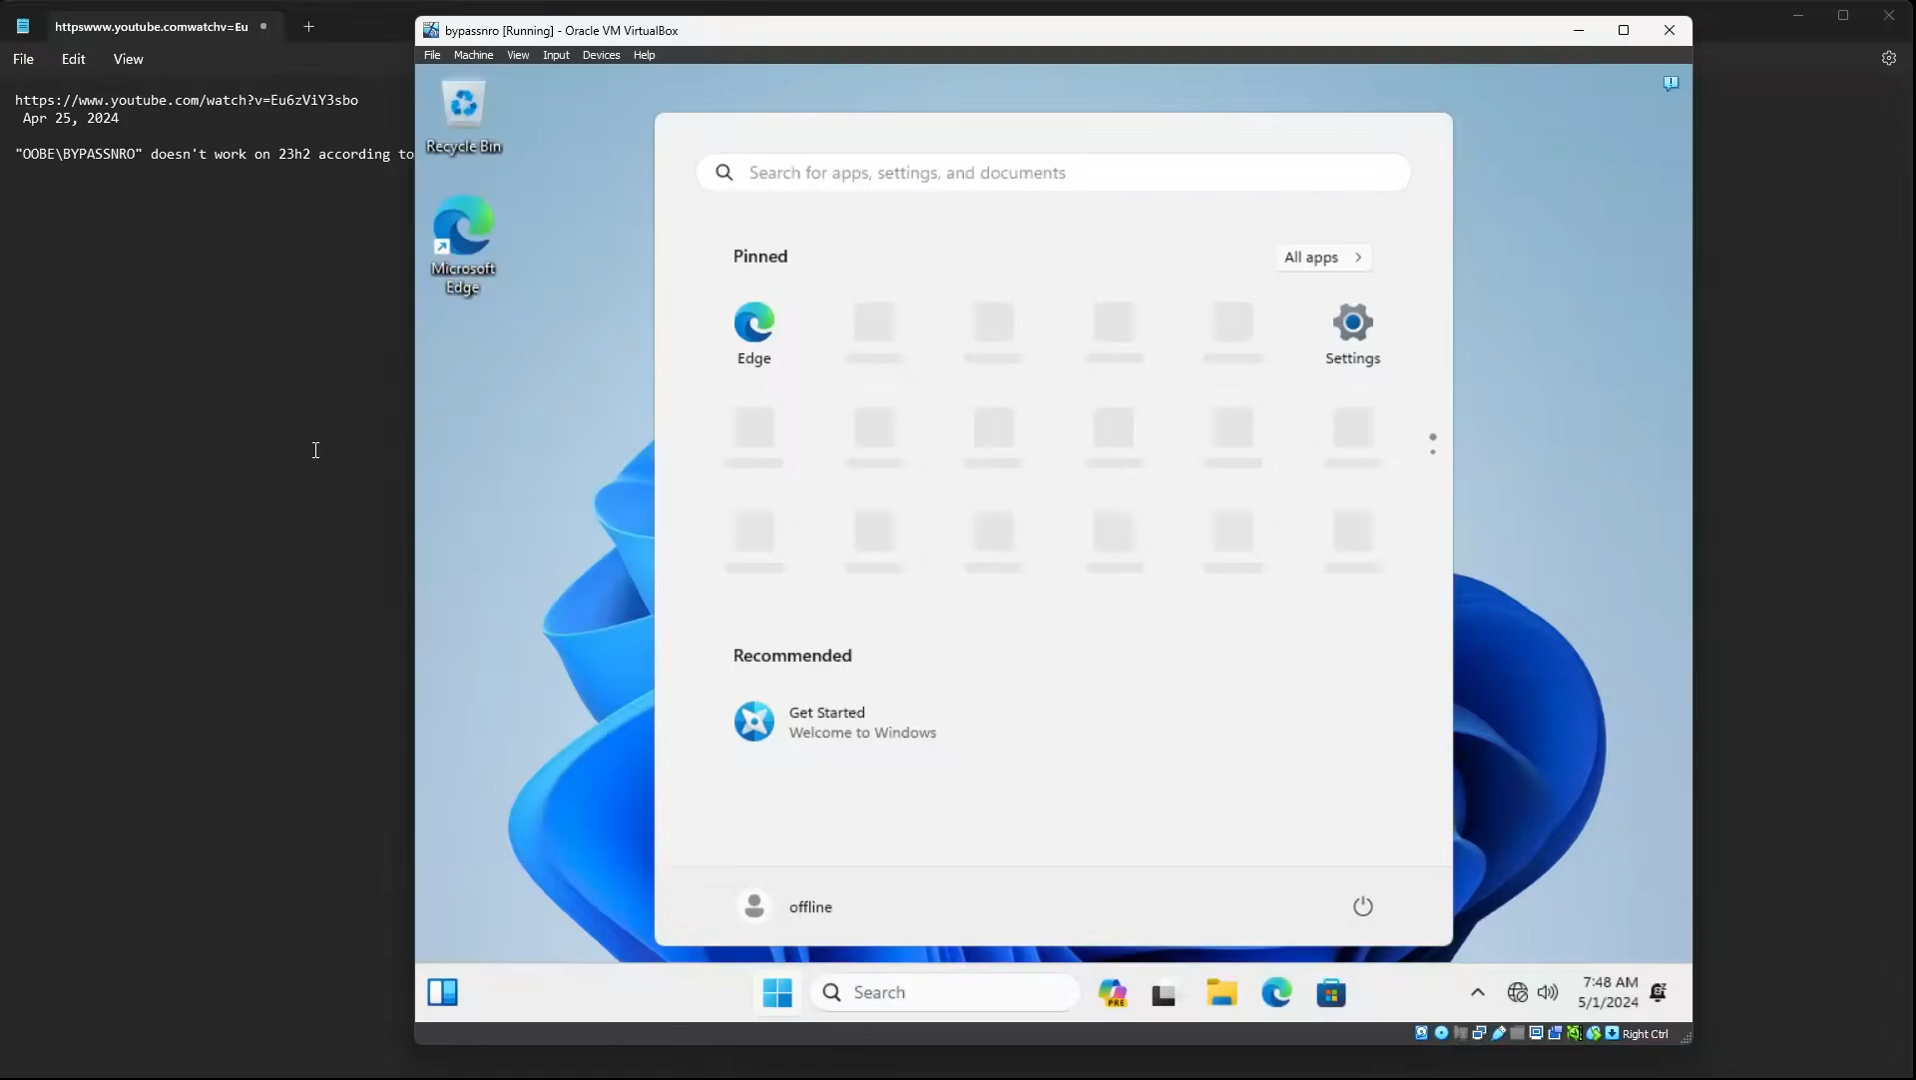 httpswww.youtube.comwatchv=Eu
File Edit View
https://www.youtube.com/watch?v=Eu6zViY3sbo
Apr 25, 2024
"OOBE\BYPASSNRO" doesn't work on 23h2 according to
bypassnro [Running] - Oracle VM VirtualBox
File Machine View Input Devices Help
Recycle Bin
Microsoft
Edge
Search for apps, settings, and documents
Pinned
All apps
Edge
Settings
Recommended
Get Started
Welcome to Windows
offline
Search
PRE
7:48 AM
5/1/2024
Right Ctrl